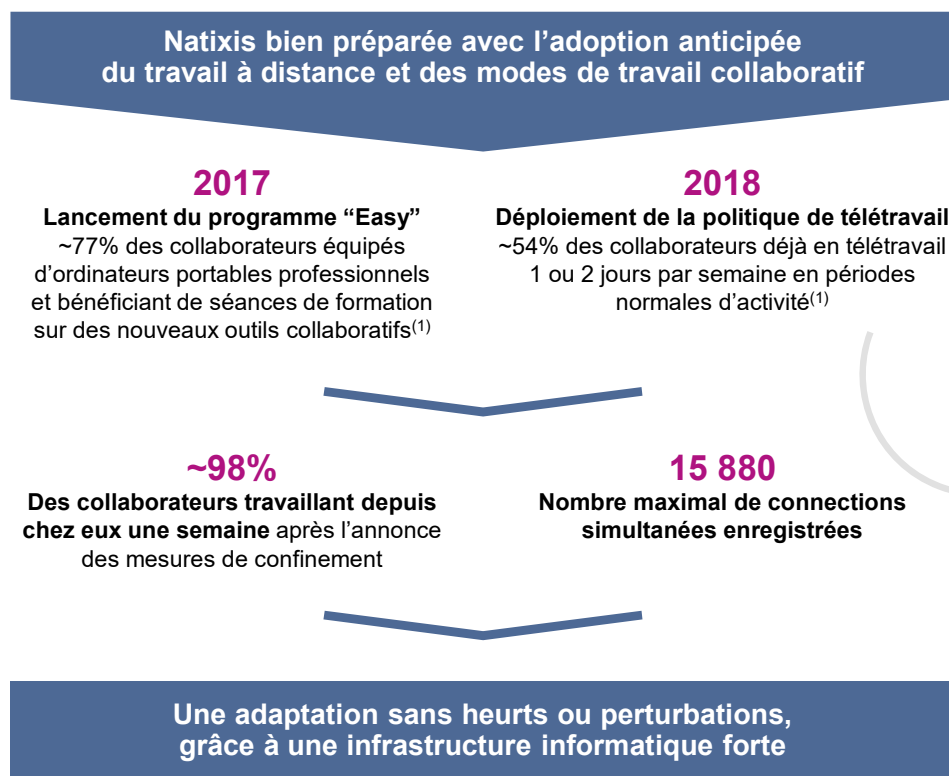 Natixis bien préparée avec l’adoption anticipée
du travail à distance et des modes de travail collaboratif
2017
Lancement du programme “Easy”
~77% des collaborateurs équipés
d’ordinateurs portables professionnels
et bénéficiant de séances de formation
sur des nouveaux outils collaboratifs(1)
2018
Déploiement de la politique de télétravail
~54% des collaborateurs déjà en télétravail
1 ou 2 jours par semaine en périodes
normales d’activité(1)
~98%
Des collaborateurs travaillant depuis
chez eux une semaine après l’annonce
des mesures de confinement
15 880
Nombre maximal de connections
simultanées enregistrées
Une adaptation sans heurts ou perturbations,
grâce à une infrastructure informatique forte